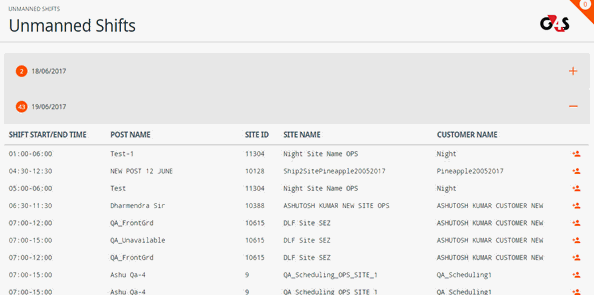 UNMANNED SHIFTS
0
Unmanned Shifts
G4S
2 18/06/2017 +
43 19/06/2017 −
SHIFT START/END TIME POST NAME SITE ID SITE NAME CUSTOMER NAME
01:00-06:00 Test-1 11304 Night Site Name OPS Night
04:30-12:30 NEW POST 12 JUNE 10128 Ship2SitePineapple20052017 Pineapple20052017
05:00-06:00 Test 11304 Night Site Name OPS Night
06:30-11:30 Dharmendra Sir 10388 ASHUTOSH KUMAR NEW SITE OPS ASHUTOSH KUMAR CUSTOMER NEW
07:00-12:00 QA_FrontGrd 10615 DLF Site SEZ ASHUTOSH KUMAR CUSTOMER NEW
07:00-15:00 QA_Unavailable 10615 DLF Site SEZ ASHUTOSH KUMAR CUSTOMER NEW
07:00-12:00 QA_FrontGrd 10615 DLF Site SEZ ASHUTOSH KUMAR CUSTOMER NEW
07:00-15:00 Ashu Qa-4 9 QA_Scheduling_OPS_SITE_1 QA_Scheduling1
07:00-15:00 Ashu Qa-4 9 QA_Scheduling_OPS_SITE_1 QA_Scheduling1